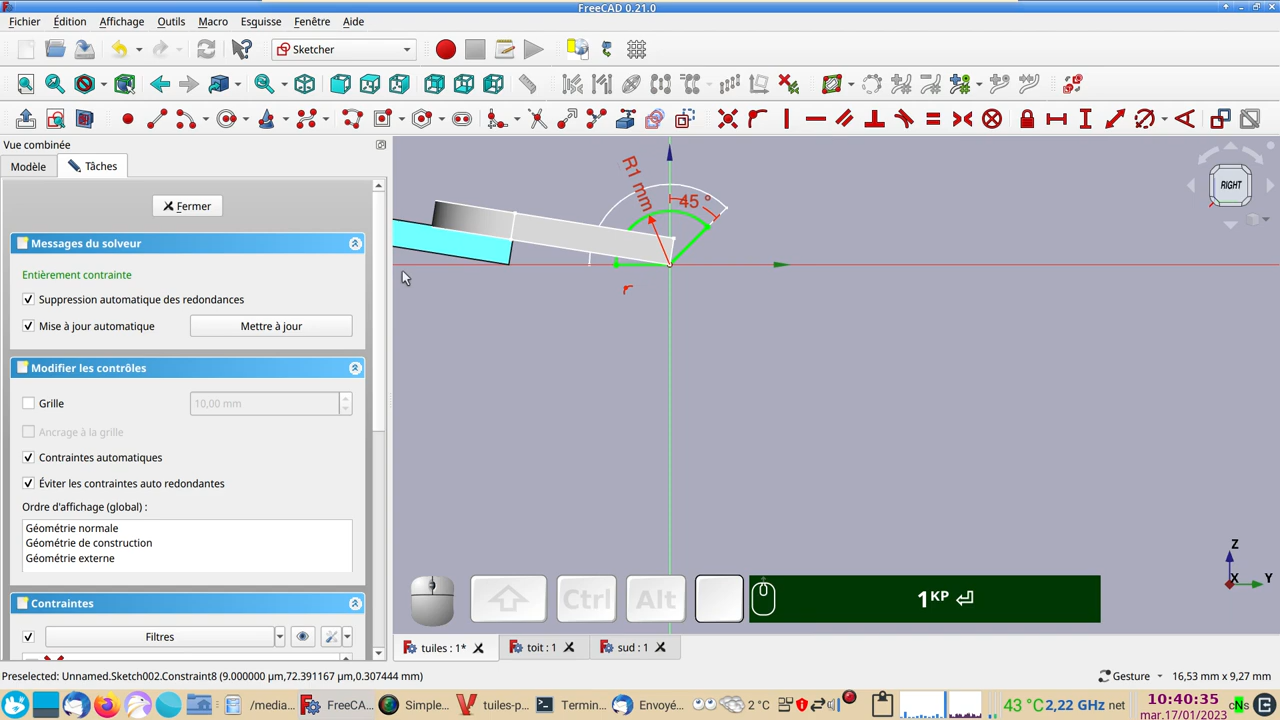 FreeCAD 0.21.0
Fichier Édition Affichage Outils Macro Esquisse Fenêtre Aide
Sketcher
Vue combinée
Modèle Tâches
Fermer
Messages du solveur
Entièrement contrainte
Suppression automatique des redondances
Mise à jour automatique Mettre à jour
Modifier les contrôles
Grille 10,00 mm
Ancrage à la grille
Contraintes automatiques
Éviter les contraintes auto redondantes
Ordre d'affichage (global) :
Géométrie normale
Géométrie de construction
Géométrie externe
Contraintes
Filtres
R1 mm
45 °
RIGHT
Z
X Y
Ctrl Alt 1KP ⏎
tuiles : 1* toit : 1 sud : 1
Preselected: Unnamed.Sketch002.Constraint8 (9.000000 µm,72.391167 µm,0.307444 mm) Gesture 16,53 mm x 9,27 mm
/media... FreeCA... Simple... tuiles-p... Termin... Envoyé... 2 °C 43 °C 2,22 GHz net 10:40:35
mar.17/01/2023